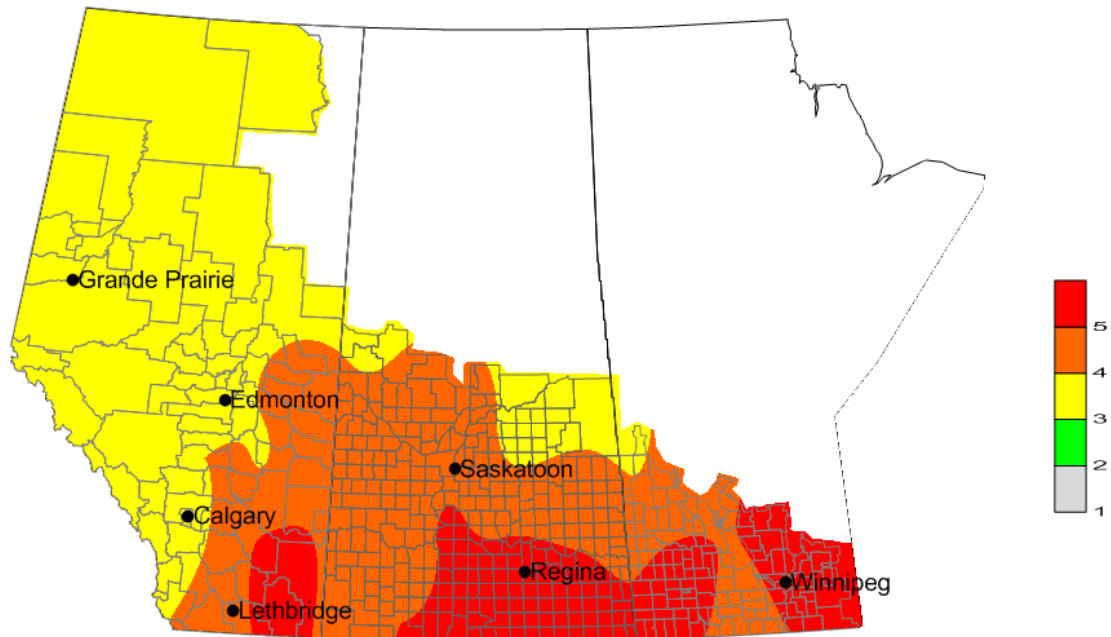 Grande Prairie
Edmonton
Saskatoon
Calgary
Regina
Winnipeg
Lethbridge
5
4
3
2
1